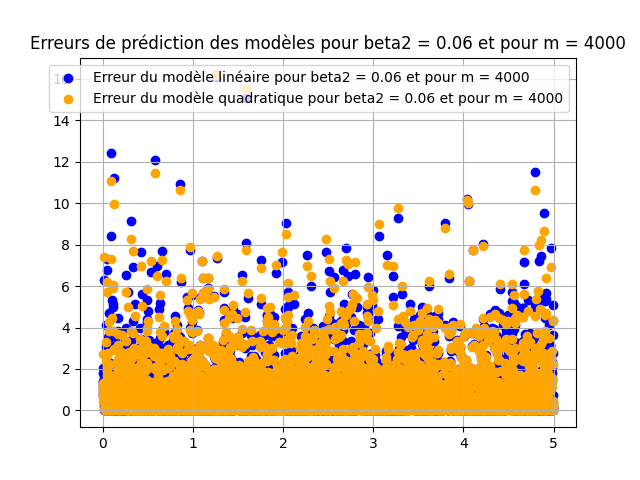 Erreurs de prédiction des modèles pour beta2 = 0.06 et pour m = 4000
Erreur du modèle linéaire pour beta2 = 0.06 et pour m = 4000
Erreur du modèle quadratique pour beta2 = 0.06 et pour m = 4000
16
14
12
10
8
6
4
2
0
0 1 2 3 4 5